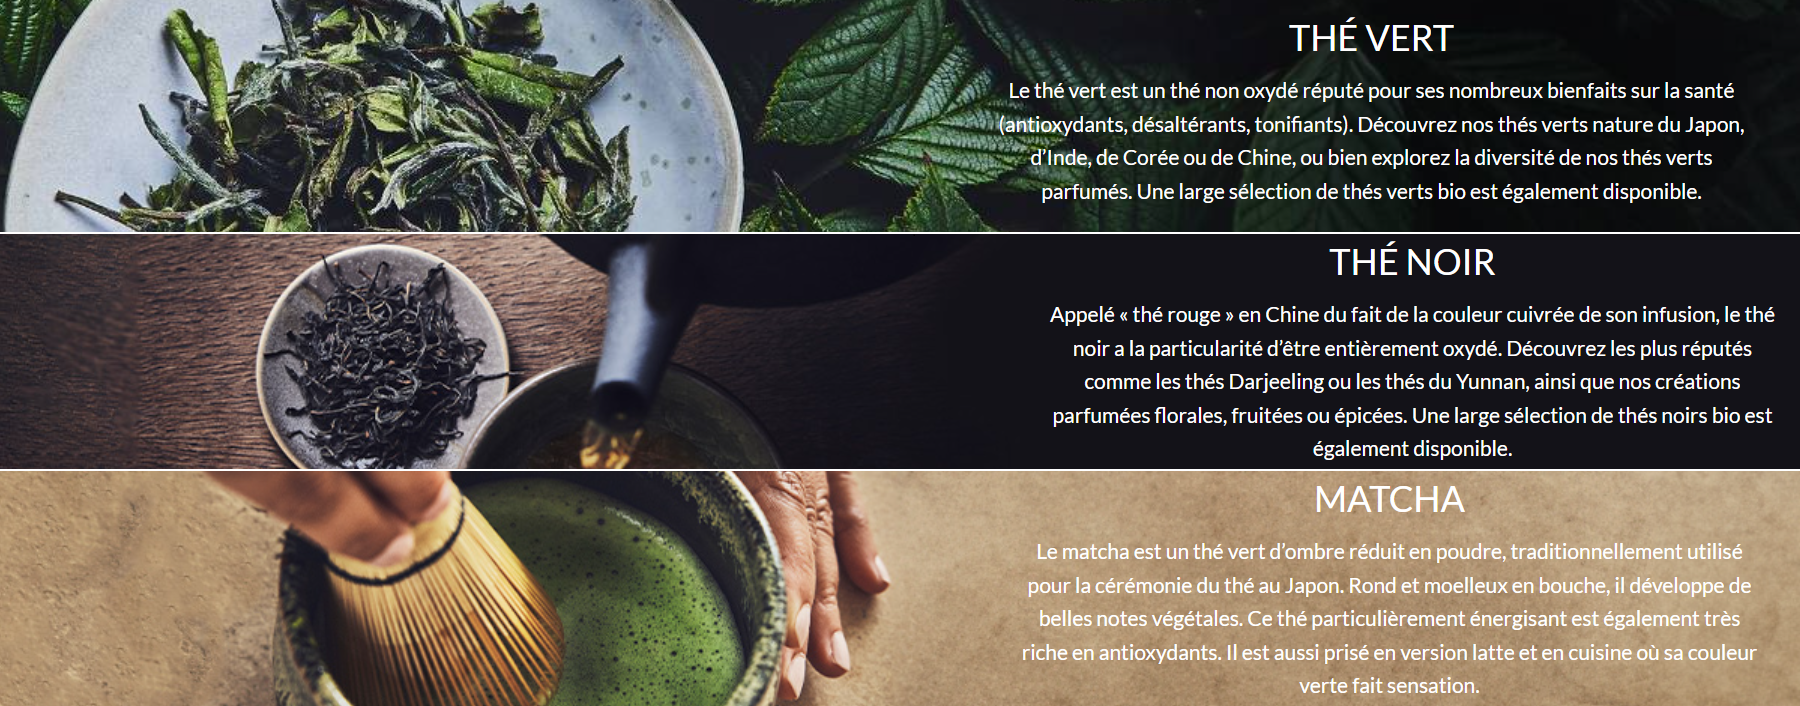 THÉ VERT
Le thé vert est un thé non oxydé réputé pour ses nombreux bienfaits sur la santé
(antioxydants, désaltérants, tonifiants). Découvrez nos thés verts nature du Japon,
d’Inde, de Corée ou de Chine, ou bien explorez la diversité de nos thés verts
parfumés. Une large sélection de thés verts bio est également disponible.
THÉ NOIR
Appelé « thé rouge » en Chine du fait de la couleur cuivrée de son infusion, le thé
noir a la particularité d’être entièrement oxydé. Découvrez les plus réputés
comme les thés Darjeeling ou les thés du Yunnan, ainsi que nos créations
parfumées florales, fruitées ou épicées. Une large sélection de thés noirs bio est
également disponible.
MATCHA
Le matcha est un thé vert d’ombre réduit en poudre, traditionnellement utilisé
pour la cérémonie du thé au Japon. Rond et moelleux en bouche, il développe de
belles notes végétales. Ce thé particulièrement énergisant est également très
riche en antioxydants. Il est aussi prisé en version latte et en cuisine où sa couleur
verte fait sensation.